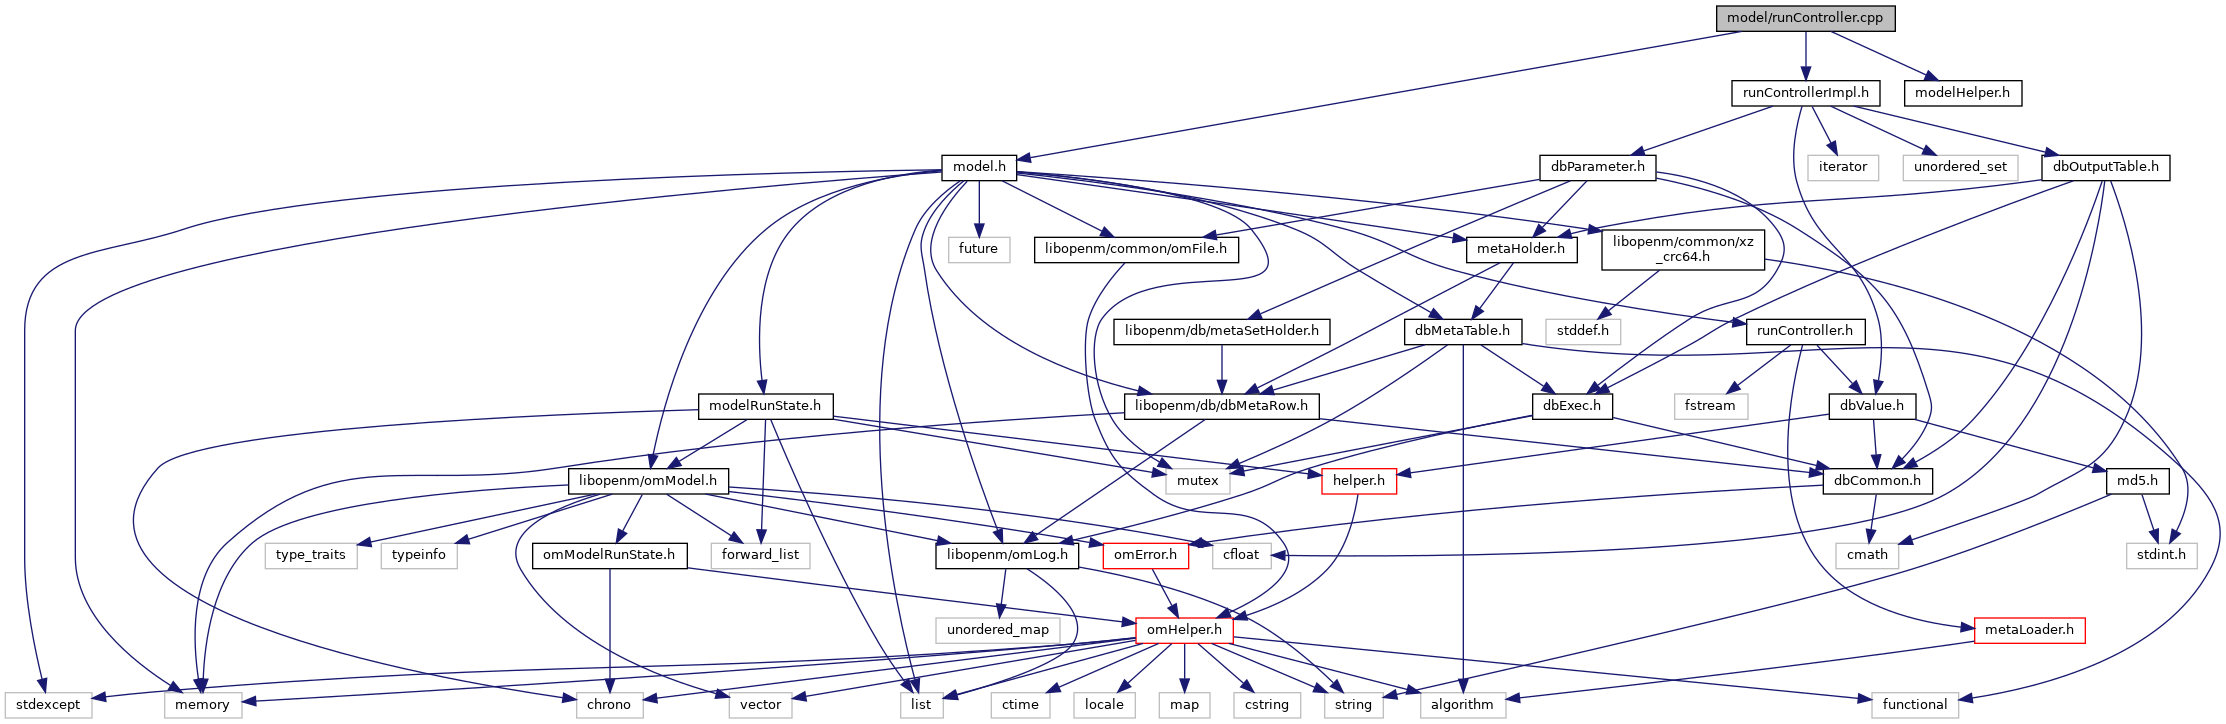 model/runController.cpp
runControllerImpl.h
modelHelper.h
model.h
dbParameter.h
iterator
unordered_set
dbOutputTable.h
future
libopenm/common/omFile.h
metaHolder.h
libopenm/common/xz
_crc64.h
libopenm/db/metaSetHolder.h
dbMetaTable.h
stddef.h
runController.h
modelRunState.h
libopenm/db/dbMetaRow.h
dbExec.h
fstream
dbValue.h
libopenm/omModel.h
mutex
helper.h
dbCommon.h
md5.h
type_traits
typeinfo
omModelRunState.h
forward_list
libopenm/omLog.h
omError.h
cfloat
cmath
stdint.h
unordered_map
omHelper.h
metaLoader.h
stdexcept
memory
chrono
vector
list
ctime
locale
map
cstring
string
algorithm
functional